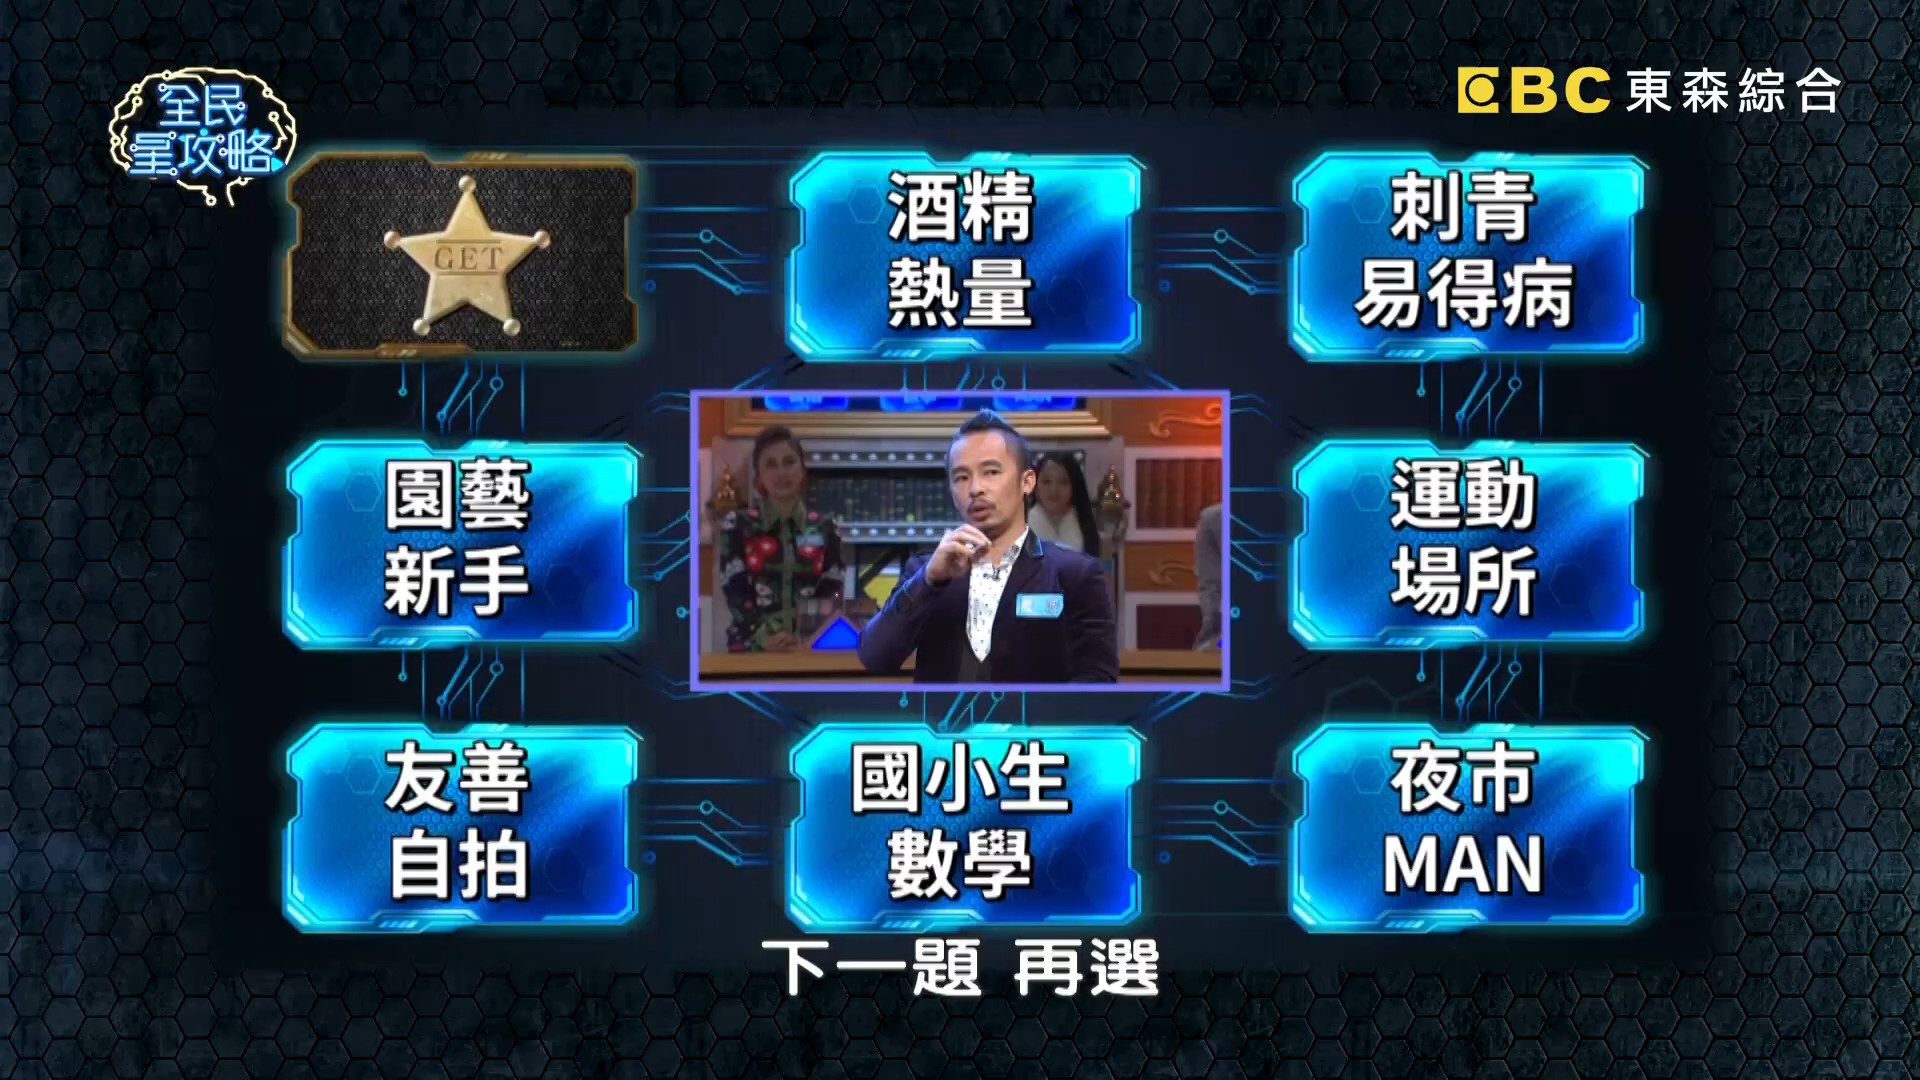 全民
星攻略
EBC 東森綜合
GET
酒精
熱量
刺青
易得病
園藝
新手
運動
場所
友善
自拍
國小生
數學
夜市
MAN
下一題 再選